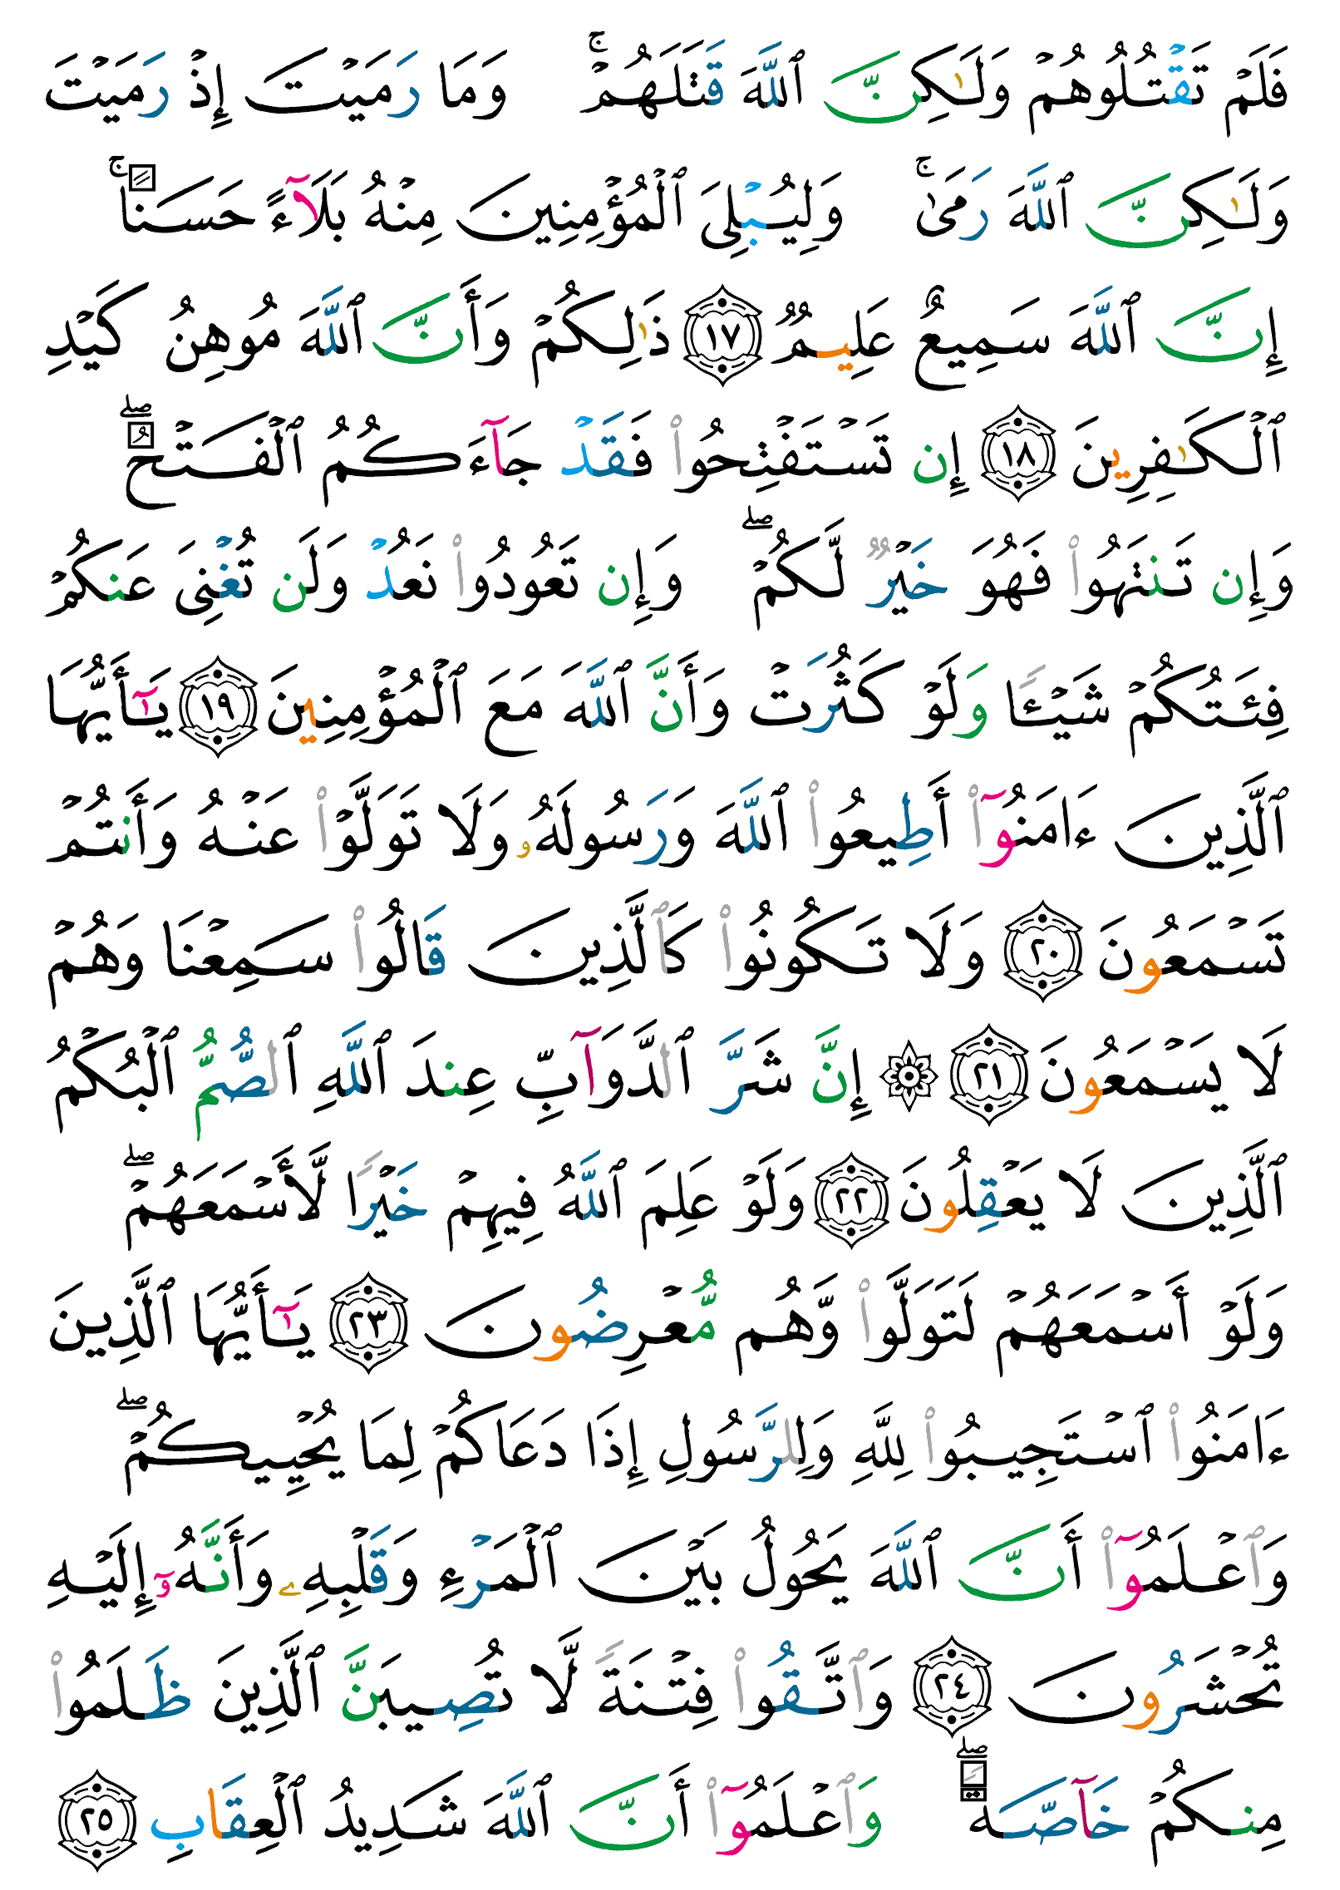 فَلَمْ تَقْتُلُوهُمْ وَلَـٰكِنَّ ٱللَّهَ قَتَلَهُمْ ۚ وَمَا رَمَيْتَ إِذْ رَمَيْتَ
وَلَـٰكِنَّ ٱللَّهَ رَمَىٰ ۚ وَلِيُبْلِىَ ٱلْمُؤْمِنِينَ مِنْهُ بَلَآءً حَسَنًا ۚ
إِنَّ ٱللَّهَ سَمِيعٌ عَلِيمٌ ١٧ ذَٰلِكُمْ وَأَنَّ ٱللَّهَ مُوهِنُ كَيْدِ
ٱلْكَـٰفِرِينَ ١٨ إِن تَسْتَفْتِحُوا۟ فَقَدْ جَآءَكُمُ ٱلْفَتْحُ ۖ
وَإِن تَنتَهُوا۟ فَهُوَ خَيْرٌ لَّكُمْ ۖ وَإِن تَعُودُوا۟ نَعُدْ وَلَن تُغْنِىَ عَنكُمْ
فِئَتُكُمْ شَيْـًٔا وَلَوْ كَثُرَتْ وَأَنَّ ٱللَّهَ مَعَ ٱلْمُؤْمِنِينَ ١٩ يَـٰٓأَيُّهَا
ٱلَّذِينَ ءَامَنُوٓا۟ أَطِيعُوا۟ ٱللَّهَ وَرَسُولَهُۥ وَلَا تَوَلَّوْا۟ عَنْهُ وَأَنتُمْ
تَسْمَعُونَ ٢٠ وَلَا تَكُونُوا۟ كَٱلَّذِينَ قَالُوا۟ سَمِعْنَا وَهُمْ
لَا يَسْمَعُونَ ٢١ ۞ إِنَّ شَرَّ ٱلدَّوَآبِّ عِندَ ٱللَّهِ ٱلصُّمُّ ٱلْبُكْمُ
ٱلَّذِينَ لَا يَعْقِلُونَ ٢٢ وَلَوْ عَلِمَ ٱللَّهُ فِيهِمْ خَيْرًا لَّأَسْمَعَهُمْ ۖ
وَلَوْ أَسْمَعَهُمْ لَتَوَلَّوا۟ وَّهُم مُّعْرِضُونَ ٢٣ يَـٰٓأَيُّهَا ٱلَّذِينَ
ءَامَنُوا۟ ٱسْتَجِيبُوا۟ لِلَّهِ وَلِلرَّسُولِ إِذَا دَعَاكُمْ لِمَا يُحْيِيكُمْ ۖ
وَٱعْلَمُوٓا۟ أَنَّ ٱللَّهَ يَحُولُ بَيْنَ ٱلْمَرْءِ وَقَلْبِهِۦ وَأَنَّهُۥٓ إِلَيْهِ
تُحْشَرُونَ ٢٤ وَٱتَّقُوا۟ فِتْنَةً لَّا تُصِيبَنَّ ٱلَّذِينَ ظَلَمُوا۟
مِنكُمْ خَآصَّةً ۖ وَٱعْلَمُوٓا۟ أَنَّ ٱللَّهَ شَدِيدُ ٱلْعِقَابِ ٢٥